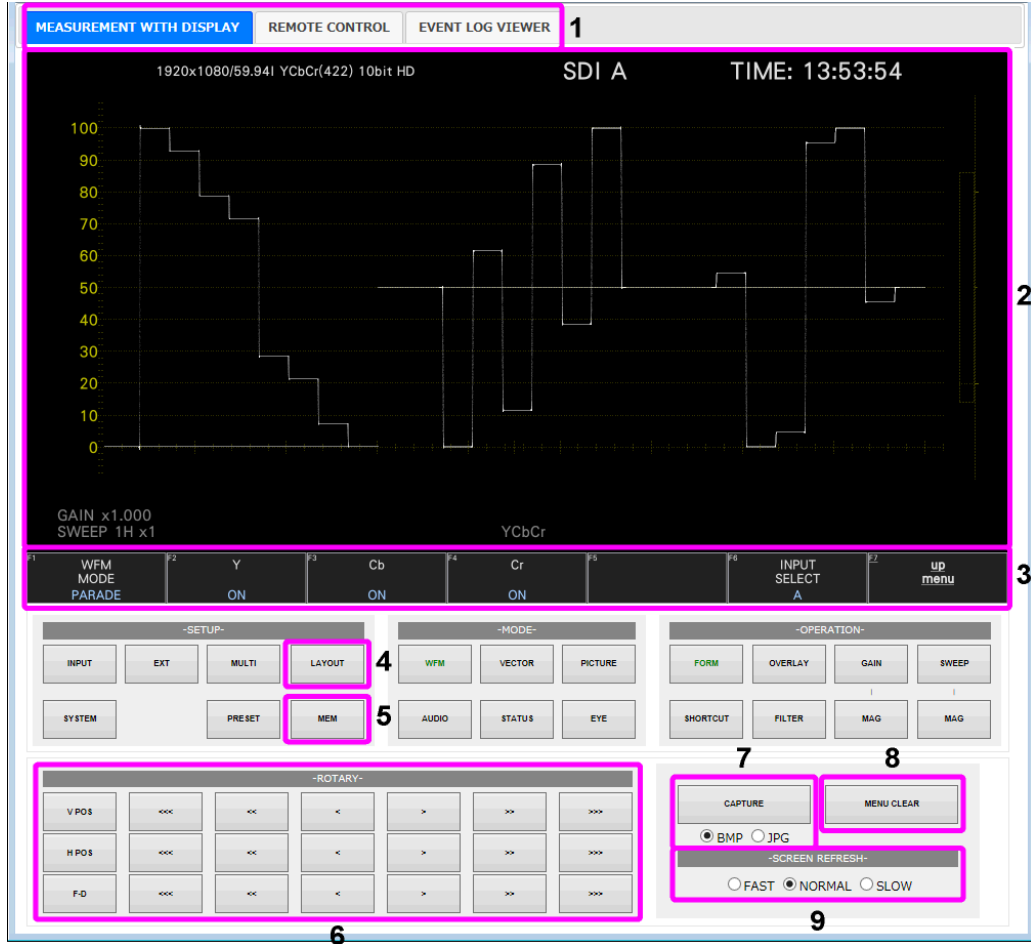 MEASUREMENT WITH DISPLAY REMOTE CONTROL EVENT LOG VIEWER 1
1920x1080/59.94I YCbCr(422) 10bit HD SDI A TIME: 13:53:54
100
90
80
70
60
50
40
30
20
10
0
2
GAIN x1.000
SWEEP 1H x1 YCbCr
F1 WFM MODE PARADE
F2 Y ON
F3 Cb ON
F4 Cr ON
F5
F6 INPUT SELECT A
F7 up menu
3
-SETUP-
INPUT EXT MULTI LAYOUT 4
SYSTEM PRESET MEM 5
-MODE-
WFM VECTOR PICTURE
AUDIO STATUS EYE
-OPERATION-
FORM OVERLAY GAIN SWEEP
SHORTCUT FILTER MAG MAG
-ROTARY-
V POS <<< << < > >> >>>
H POS <<< << < > >> >>>
F-D <<< << < > >> >>>
6
7 8
CAPTURE MENU CLEAR
BMP JPG
-SCREEN REFRESH-
FAST NORMAL SLOW
9